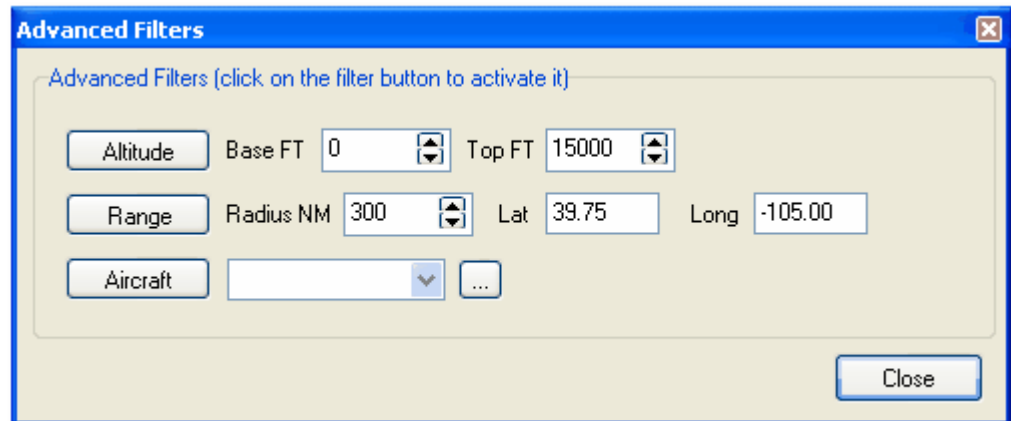 Advanced Filters
Advanced Filters (click on the filter button to activate it)
Altitude Base FT 0 Top FT 15000
Range Radius NM 300 Lat 39.75 Long -105.00
Aircraft ...
Close